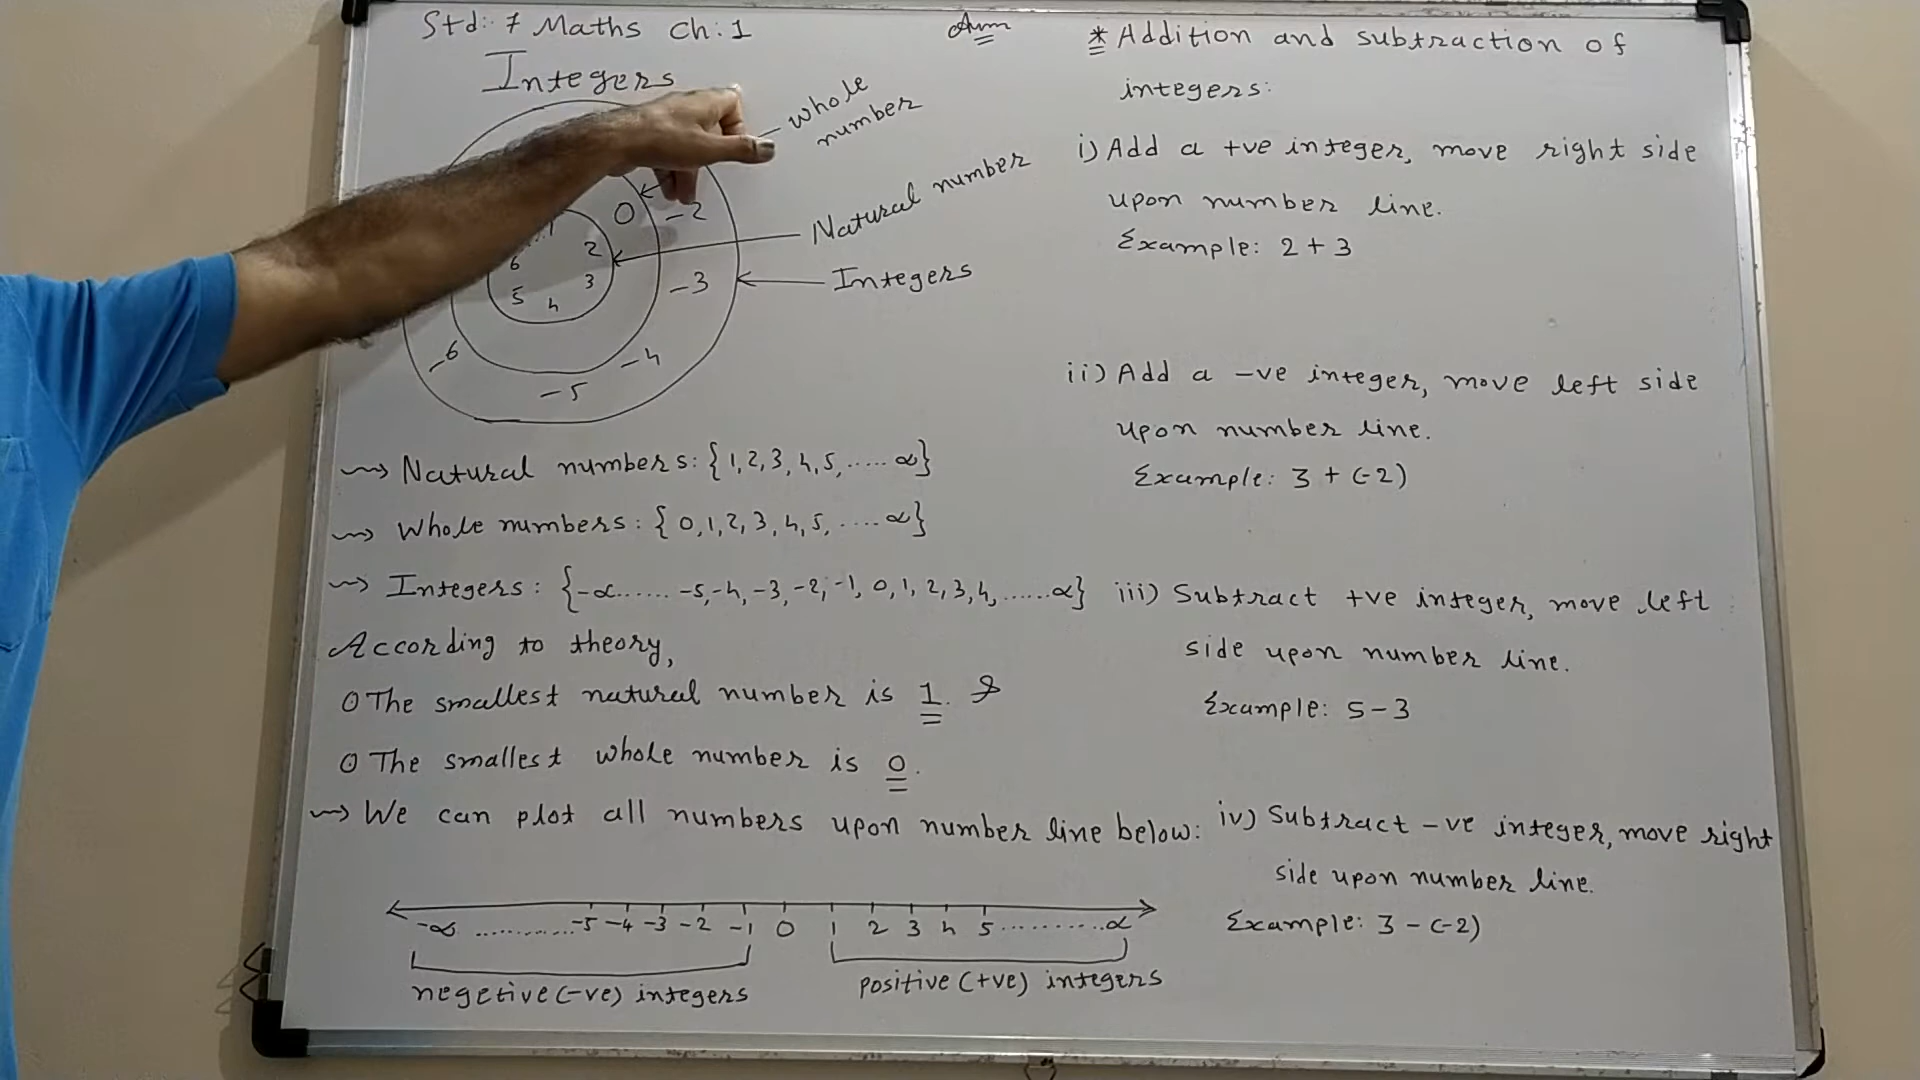 Std:- 7 Maths Ch:1
Integers
whole
number
Natural number
Integers
0
-2
-3
-4
-5
-6
1
2
3
4
5
6
~~> Natural numbers: {1,2,3,4,5,.....∝}
~~> Whole numbers: {0,1,2,3,4,5,.....∝}
~~> Integers: {-∝...... -5,-4,-3,-2,-1,0,1,2,3,4,......∝}
According to theory,
O The smallest natural number is 1. &
O The smallest whole number is 0.
~~> We can plot all numbers upon number line below:
-∝ ............-5 -4 -3 -2 -1 0 1 2 3 4 5..........∝
negetive (-ve) integers
positive (+ve) integers
* Addition and subtraction of
integers:
i) Add a +ve integer, move right side
upon number line.
Example: 2 + 3
ii) Add a -ve integer, move left side
upon number line.
Example: 3 + (-2)
iii) Subtract +ve integer, move left
side upon number line.
Example: 5 - 3
iv) Subtract -ve integer, move right
side upon number line.
Example: 3 - (-2)